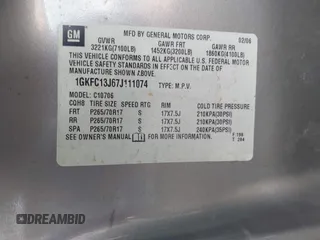 GM
MFD BY GENERAL MOTORS CORP. 02/06
GVWR GAWR FRT GAWR RR
3221KG(7100LB) 1452KG(3200LB) 1860KG(4100LB)
THIS VEHICLE CONFORMS TO ALL APPLICABLE U.S. FEDERAL MOTOR
VEHICLE SAFETY STANDARDS IN EFFECT ON THE DATE OF
MANUFACTURE SHOWN ABOVE.
1GKFC13J67J111074 TYPE: M.P.V.
MODEL: C10706
CQH8 TIRE SIZE SPEED RTG RIM COLD TIRE PRESSURE
FRT P265/70R17 S 17X7.5J 210KPA(30PSI)
RR P265/70R17 S 17X7.5J 210KPA(30PSI)
SPA P265/70R17 S 17X7.5J 240KPA(35PSI)
SEE OWNER'S MANUAL FOR MORE INFORMATION.
DREAMBID